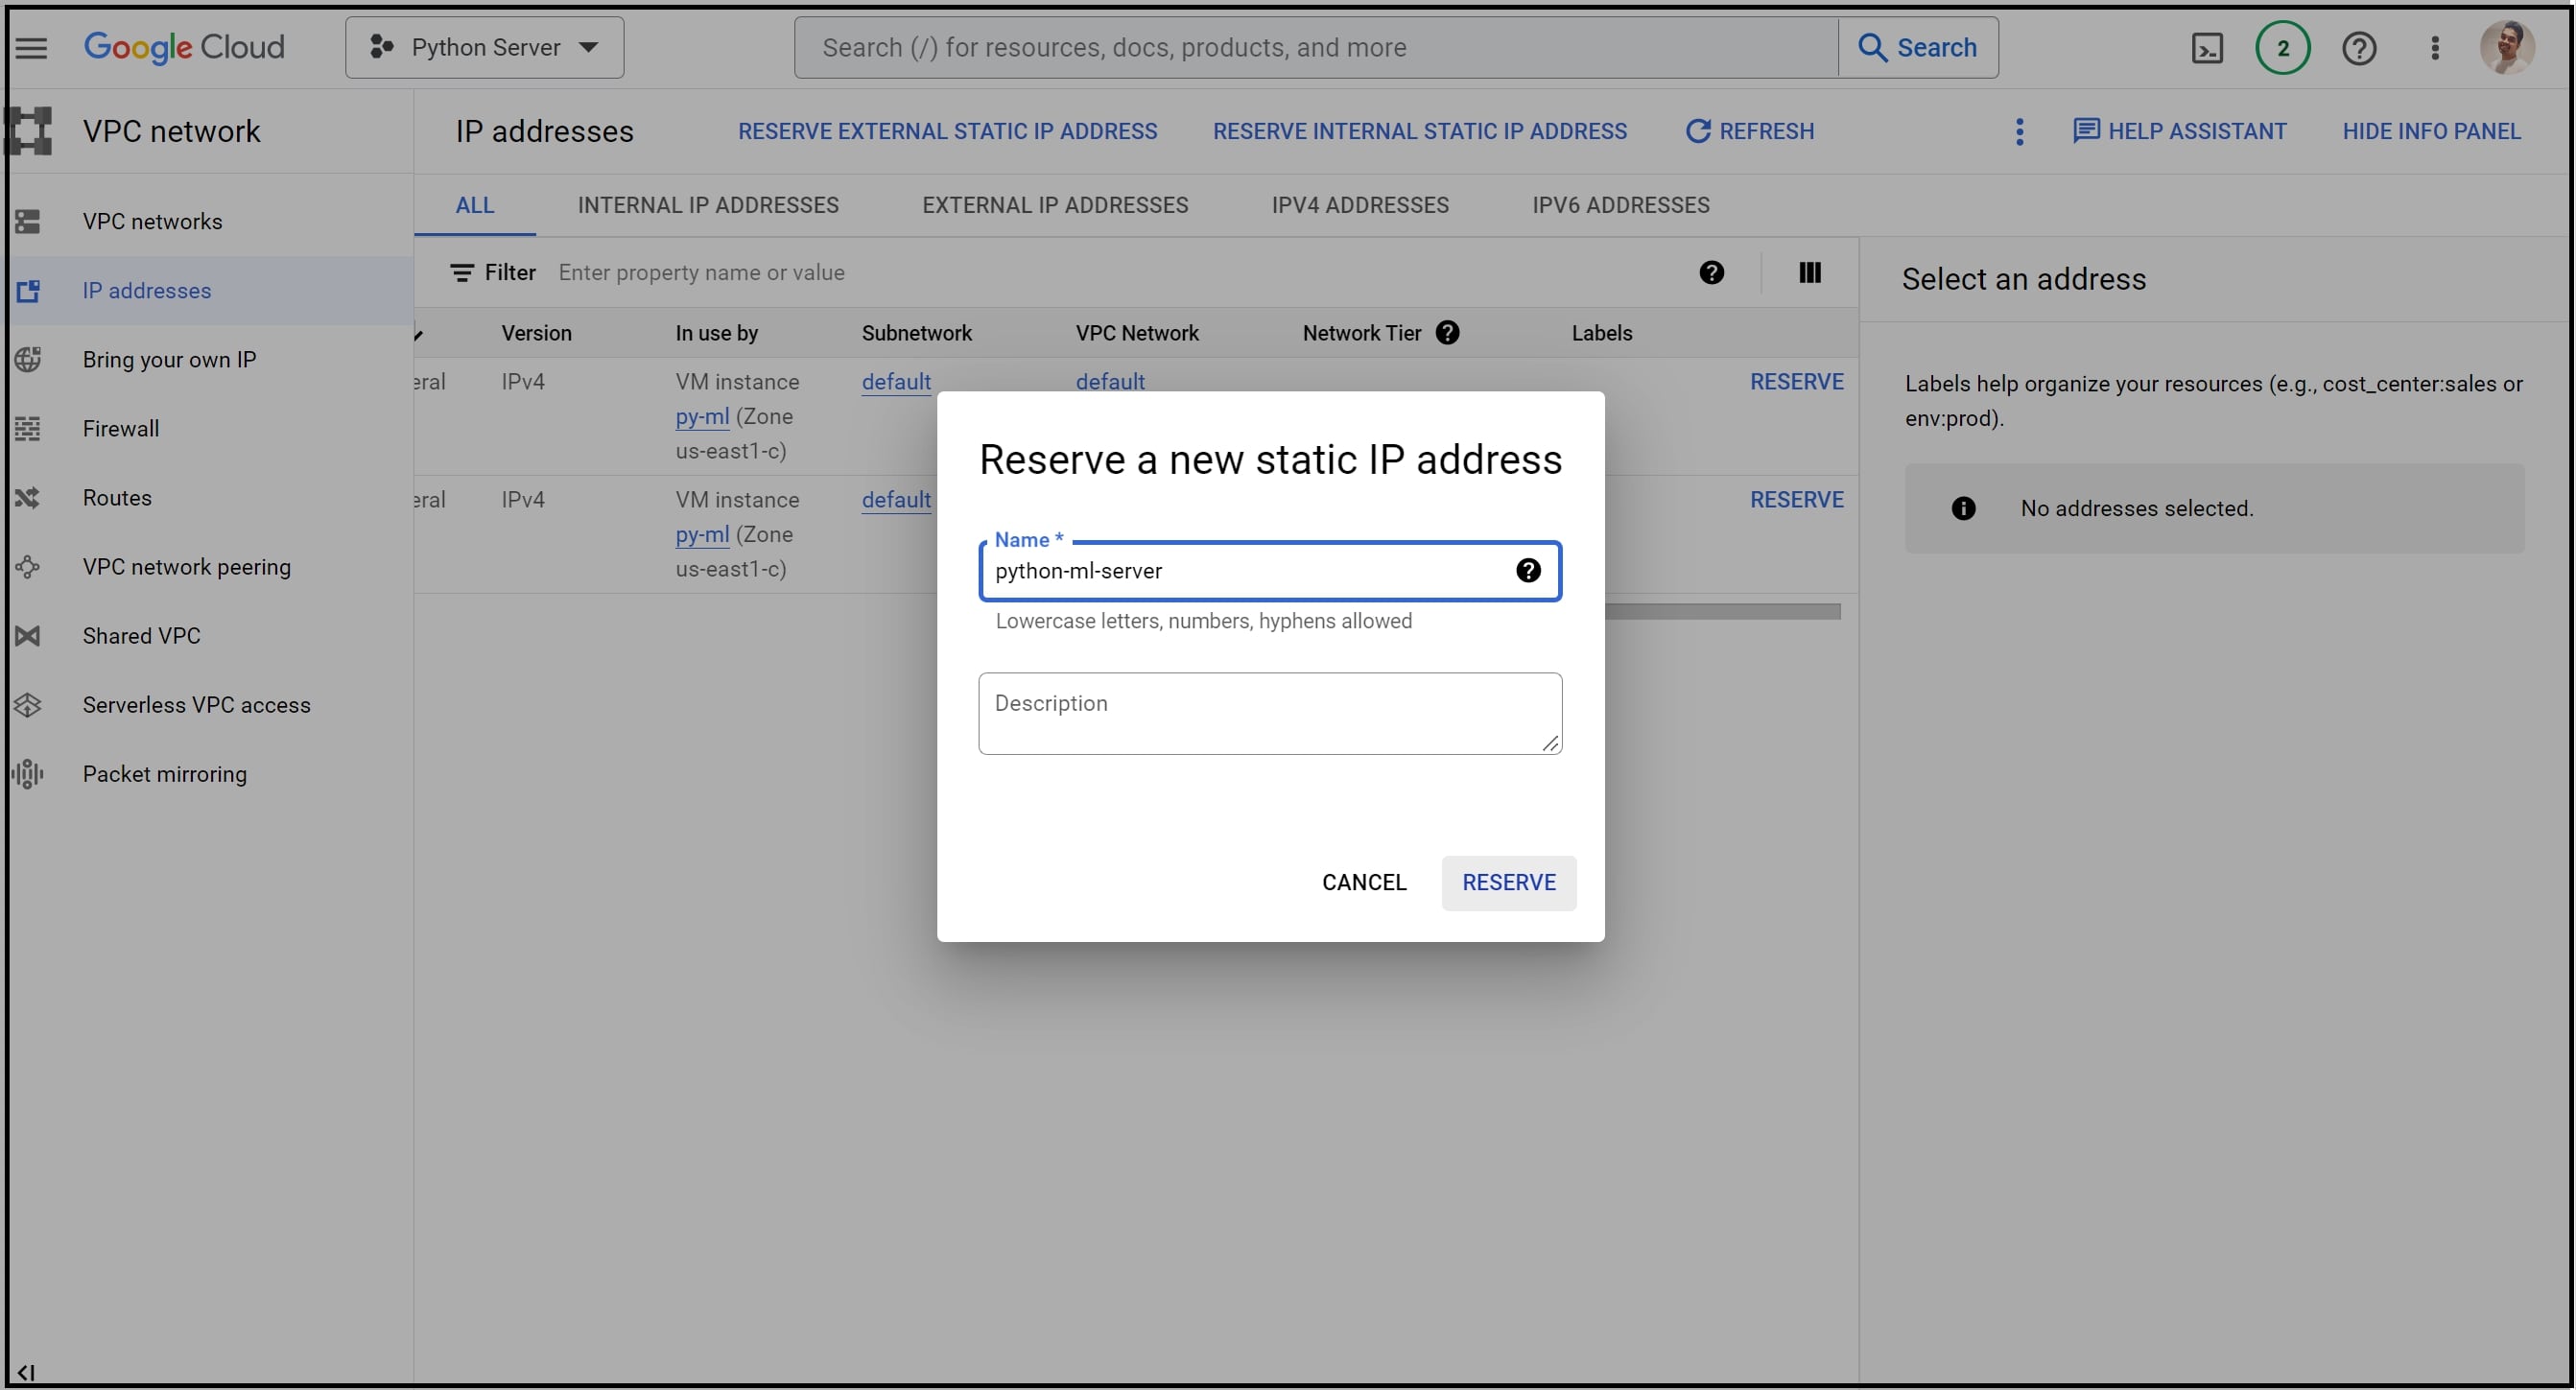 Google Cloud
Python Server
Search (/) for resources, docs, products, and more
Search
2
VPC network
IP addresses
RESERVE EXTERNAL STATIC IP ADDRESS
RESERVE INTERNAL STATIC IP ADDRESS
REFRESH
HELP ASSISTANT
HIDE INFO PANEL
VPC networks
IP addresses
Bring your own IP
Firewall
Routes
VPC network peering
Shared VPC
Serverless VPC access
Packet mirroring
ALL
INTERNAL IP ADDRESSES
EXTERNAL IP ADDRESSES
IPV4 ADDRESSES
IPV6 ADDRESSES
Filter
Enter property name or value
Version
In use by
Subnetwork
VPC Network
Network Tier
Labels
eral
IPv4
VM instance
py-ml (Zone
us-east1-c)
default
default
RESERVE
eral
IPv4
VM instance
py-ml (Zone
us-east1-c)
default
RESERVE
Reserve a new static IP address
Name *
python-ml-server
Lowercase letters, numbers, hyphens allowed
Description
CANCEL
RESERVE
Select an address
Labels help organize your resources (e.g., cost_center:sales or
env:prod).
No addresses selected.